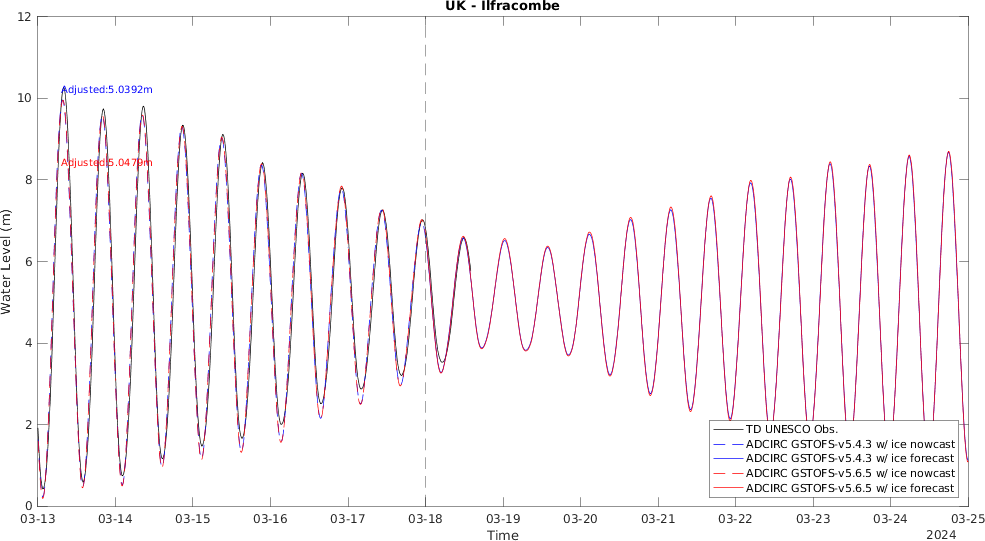 UK - Ilfracombe
12
10
8
6
4
2
0
Water Level (m)
Adjusted:5.0392m
Adjusted:5.0479m
03-13 03-14 03-15 03-16 03-17 03-18 03-19 03-20 03-21 03-22 03-23 03-24 03-25
Time
2024
TD UNESCO Obs.
ADCIRC GSTOFS-v5.4.3 w/ ice nowcast
ADCIRC GSTOFS-v5.4.3 w/ ice forecast
ADCIRC GSTOFS-v5.6.5 w/ ice nowcast
ADCIRC GSTOFS-v5.6.5 w/ ice forecast